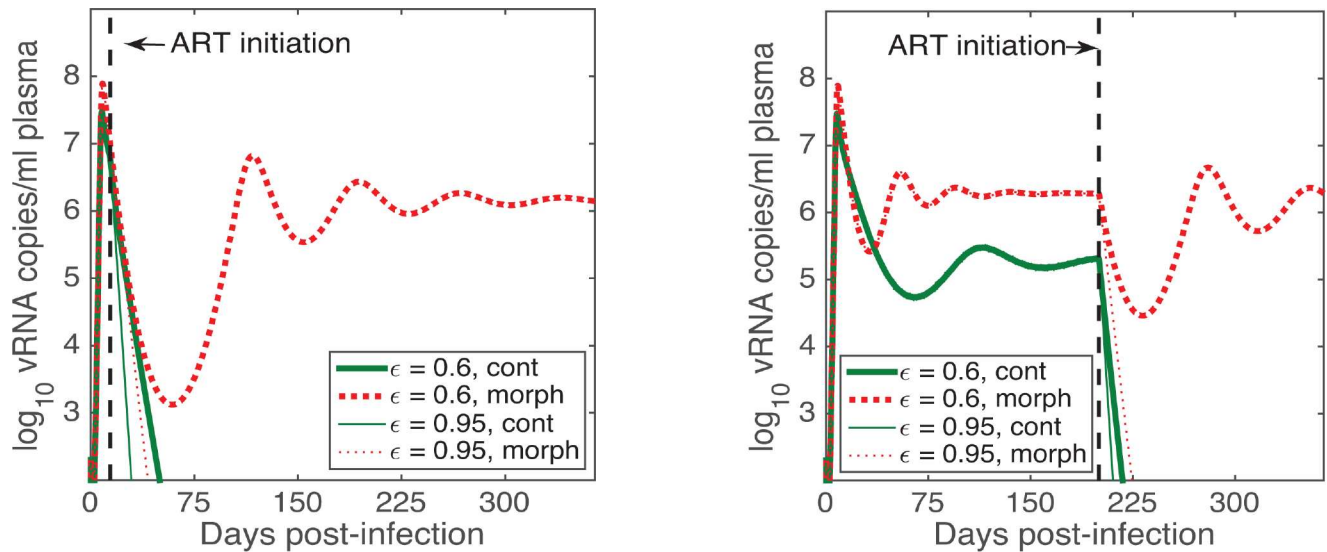 ART initiation
8
7
6
5
4
3
log10 vRNA copies/ml plasma
ϵ = 0.6, cont
ϵ = 0.6, morph
ϵ = 0.95, cont
ϵ = 0.95, morph
0 75 150 225 300
Days post-infection
ART initiation
8
7
6
5
4
3
log10 vRNA copies/ml plasma
ϵ = 0.6, cont
ϵ = 0.6, morph
ϵ = 0.95, cont
ϵ = 0.95, morph
0 75 150 225 300
Days post-infection